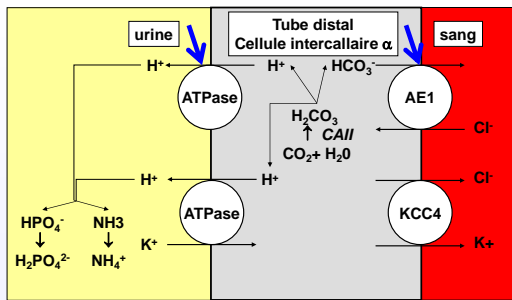 urine
Tube distal
Cellule intercallaire α
sang
H⁺
ATPase
H⁺
HCO₃⁻
AE1
H₂CO₃
CAII
CO₂+ H₂0
Cl⁻
H⁺
ATPase
H⁺
KCC4
Cl⁻
HPO₄⁻
NH3
K⁺
K+
H₂PO₄²⁻
NH₄⁺